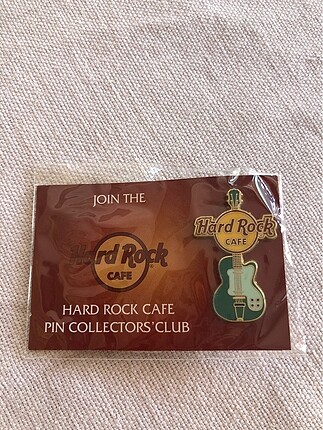 JOIN THE
Hard Rock
CAFE
HARD ROCK CAFE
PIN COLLECTORS' CLUB
Hard Rock
CAFE